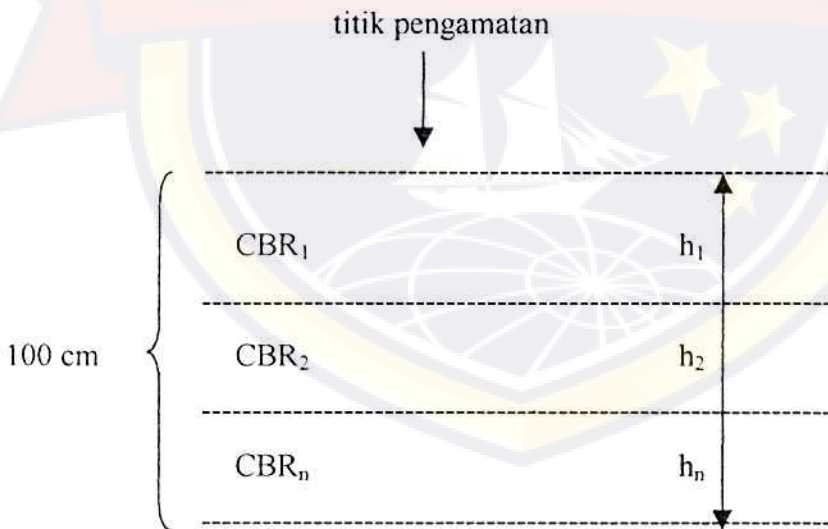 titik pengamatan
CBR₁ h₁
100 cm CBR₂ h₂
CBRₙ hₙ